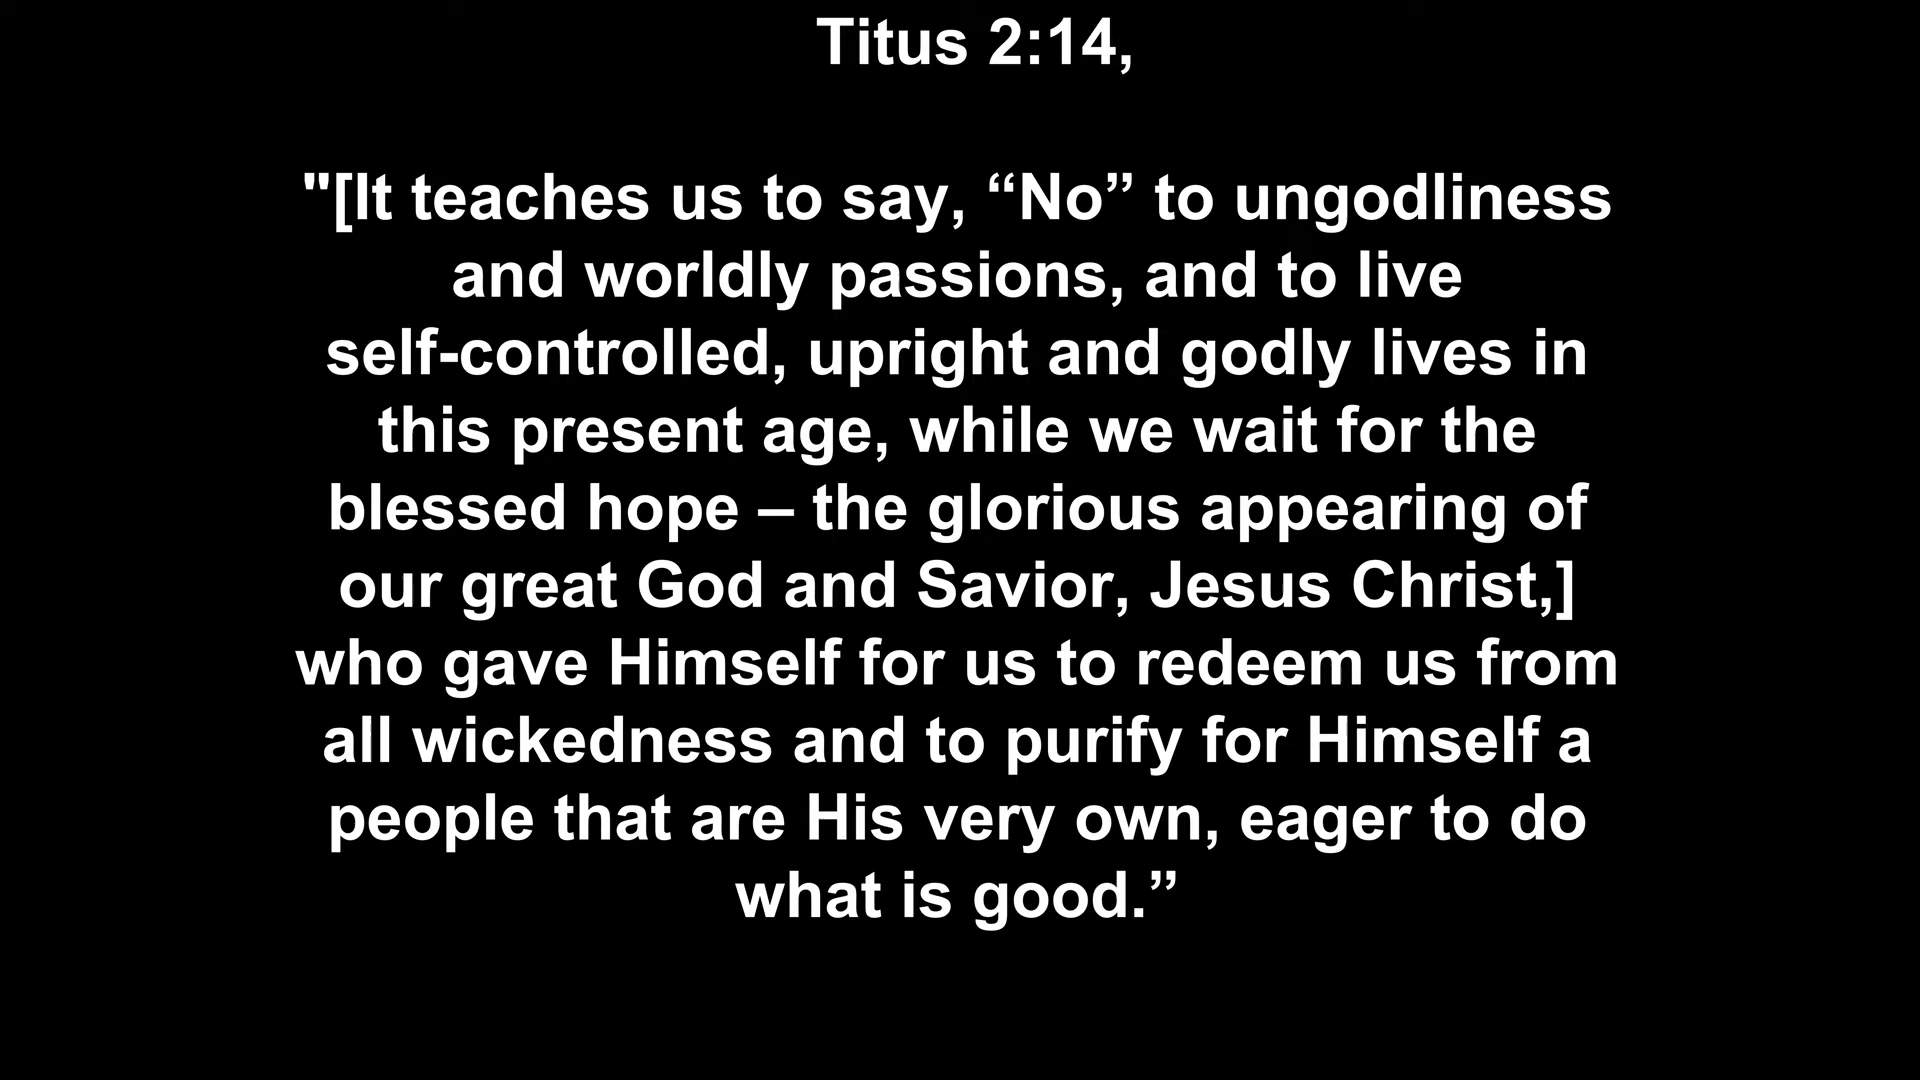 Titus 2:14,
"[It teaches us to say, “No” to ungodliness
and worldly passions, and to live
self-controlled, upright and godly lives in
this present age, while we wait for the
blessed hope – the glorious appearing of
our great God and Savior, Jesus Christ,]
who gave Himself for us to redeem us from
all wickedness and to purify for Himself a
people that are His very own, eager to do
what is good.”